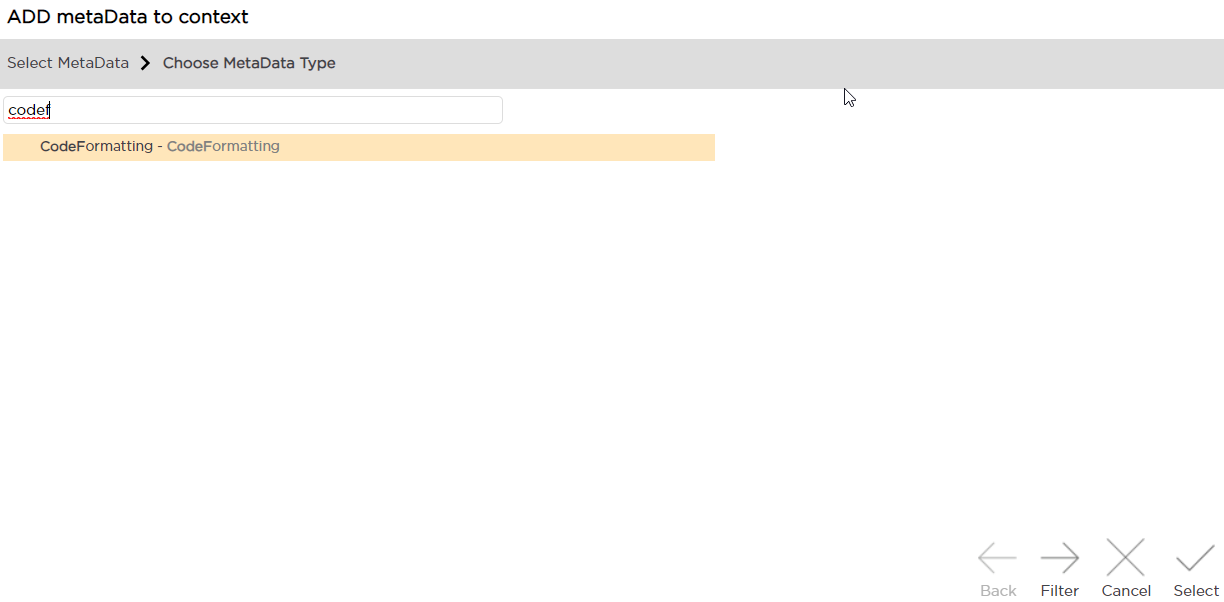 ADD metaData to context
Select MetaData Choose MetaData Type
codef
CodeFormatting - CodeFormatting
Back Filter Cancel Select